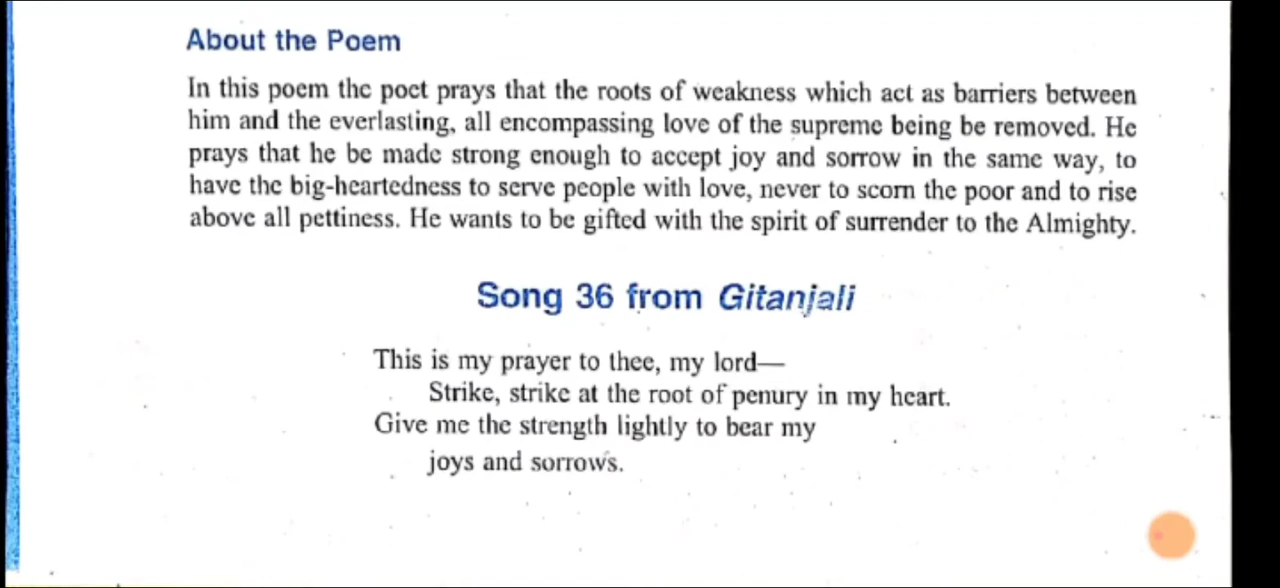 About the Poem
In this poem the poet prays that the roots of weakness which act as barriers between
him and the everlasting, all encompassing love of the supreme being be removed. He
prays that he be made strong enough to accept joy and sorrow in the same way, to
have the big-heartedness to serve people with love, never to scorn the poor and to rise
above all pettiness. He wants to be gifted with the spirit of surrender to the Almighty.
Song 36 from Gitanjali
This is my prayer to thee, my lord—
Strike, strike at the root of penury in my heart.
Give me the strength lightly to bear my
joys and sorrows.